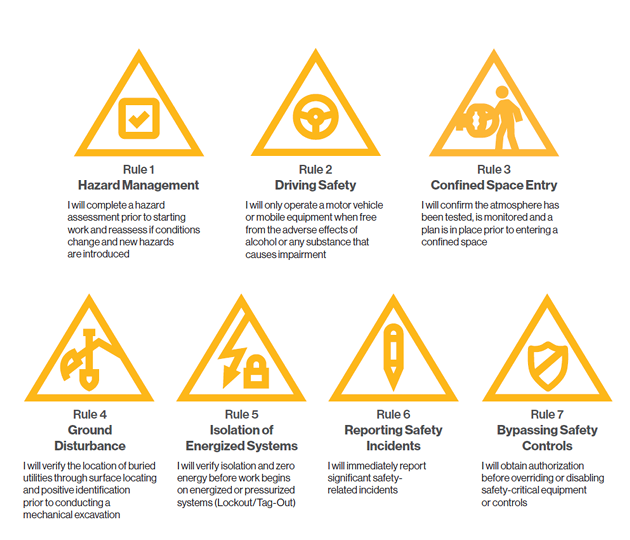 Rule 1
Hazard Management
I will complete a hazard
assessment prior to starting
work and reassess if conditions
change and new hazards
are introduced
Rule 2
Driving Safety
I will only operate a motor vehicle
or mobile equipment when free
from the adverse effects of
alcohol or any substance that
causes impairment
Rule 3
Confined Space Entry
I will confirm the atmosphere has
been tested, is monitored and a
plan is in place prior to entering a
confined space
Rule 4
Ground
Disturbance
I will verify the location of buried
utilities through surface locating
and positive identification
prior to conducting a
mechanical excavation
Rule 5
Isolation of
Energized Systems
I will verify isolation and zero
energy before work begins
on energized or pressurized
systems (Lockout/Tag-Out)
Rule 6
Reporting Safety
Incidents
I will immediately report
significant safety-
related incidents
Rule 7
Bypassing Safety
Controls
I will obtain authorization
before overriding or disabling
safety-critical equipment
or controls